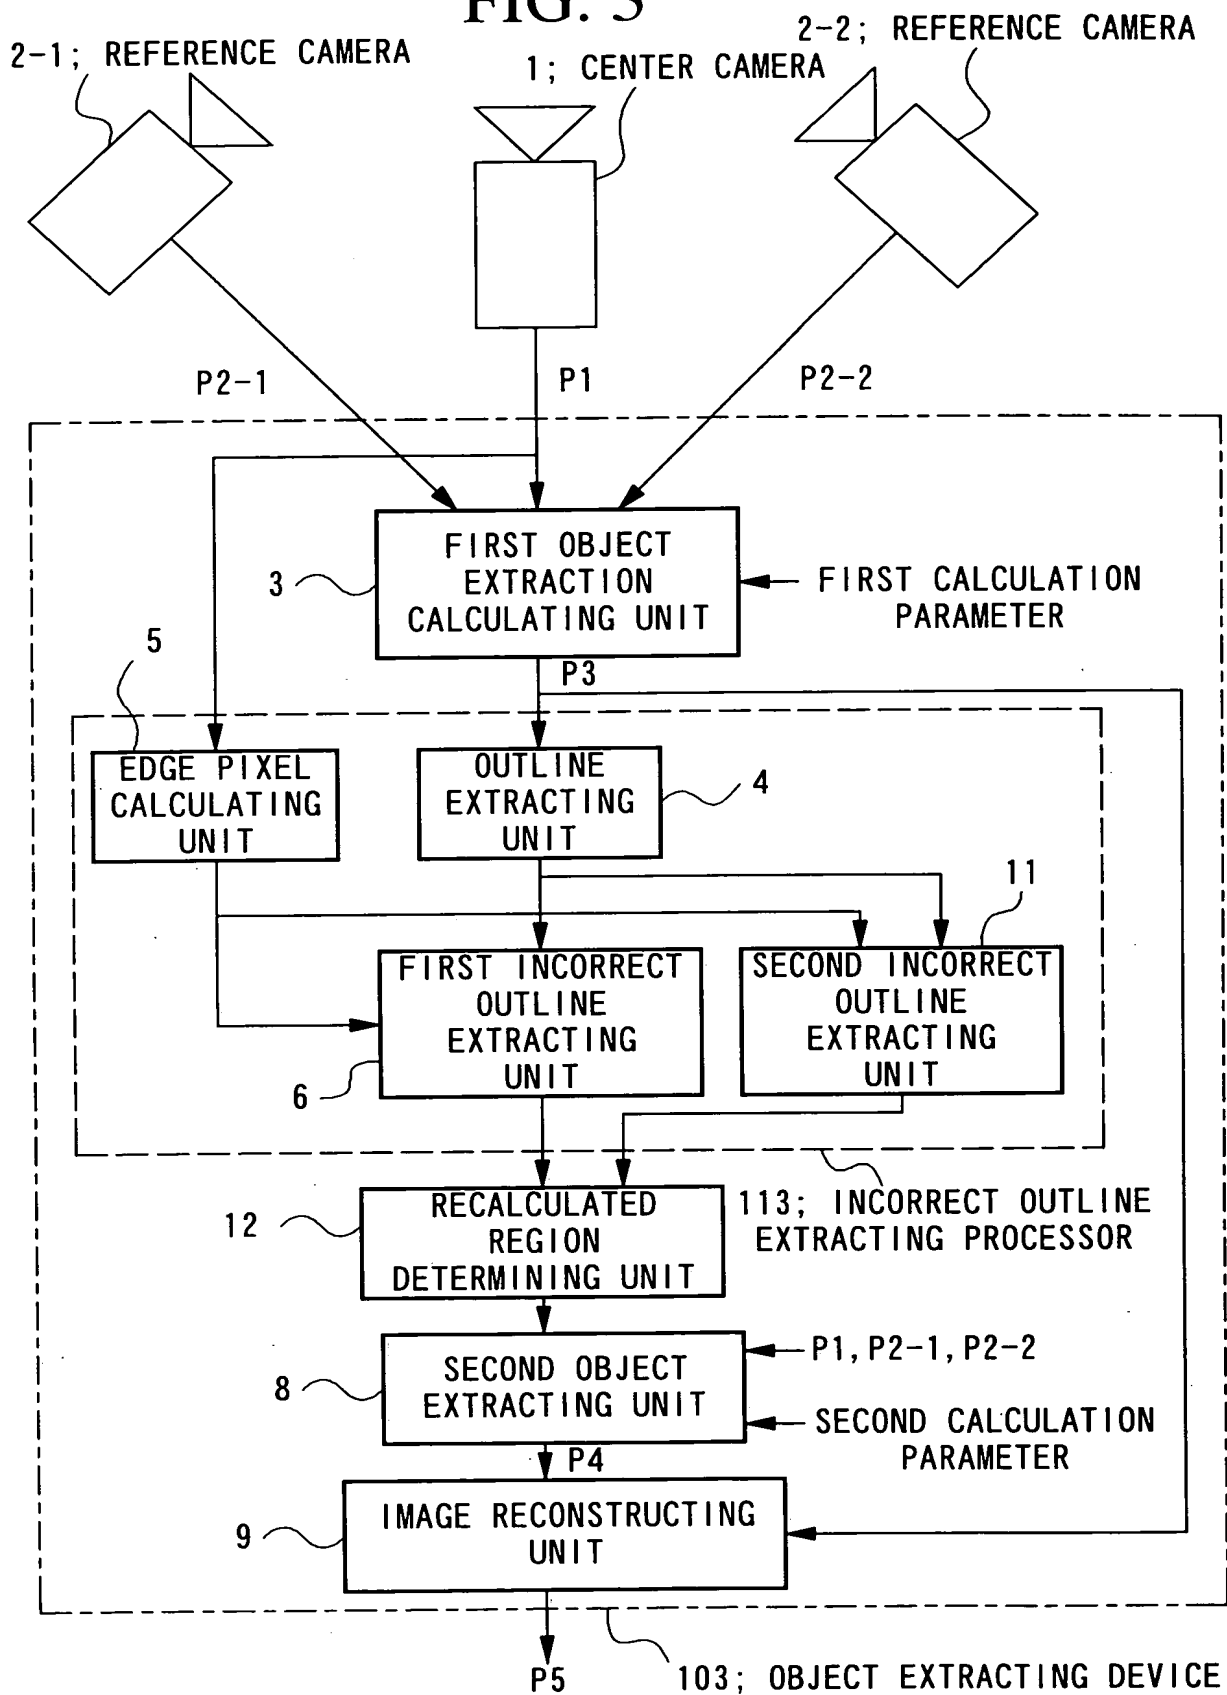 FIG. 3
2-1; REFERENCE CAMERA
1; CENTER CAMERA
2-2; REFERENCE CAMERA
P2-1
P1
P2-2
3
FIRST OBJECT
EXTRACTION
CALCULATING UNIT
FIRST CALCULATION
PARAMETER
P3
5
EDGE PIXEL
CALCULATING
UNIT
OUTLINE
EXTRACTING
UNIT
4
11
FIRST INCORRECT
OUTLINE
EXTRACTING
UNIT
6
SECOND INCORRECT
OUTLINE
EXTRACTING
UNIT
113; INCORRECT OUTLINE
EXTRACTING PROCESSOR
12
RECALCULATED
REGION
DETERMINING UNIT
8
SECOND OBJECT
EXTRACTING UNIT
P1, P2-1, P2-2
SECOND CALCULATION
PARAMETER
P4
9
IMAGE RECONSTRUCTING
UNIT
P5
103; OBJECT EXTRACTING DEVICE